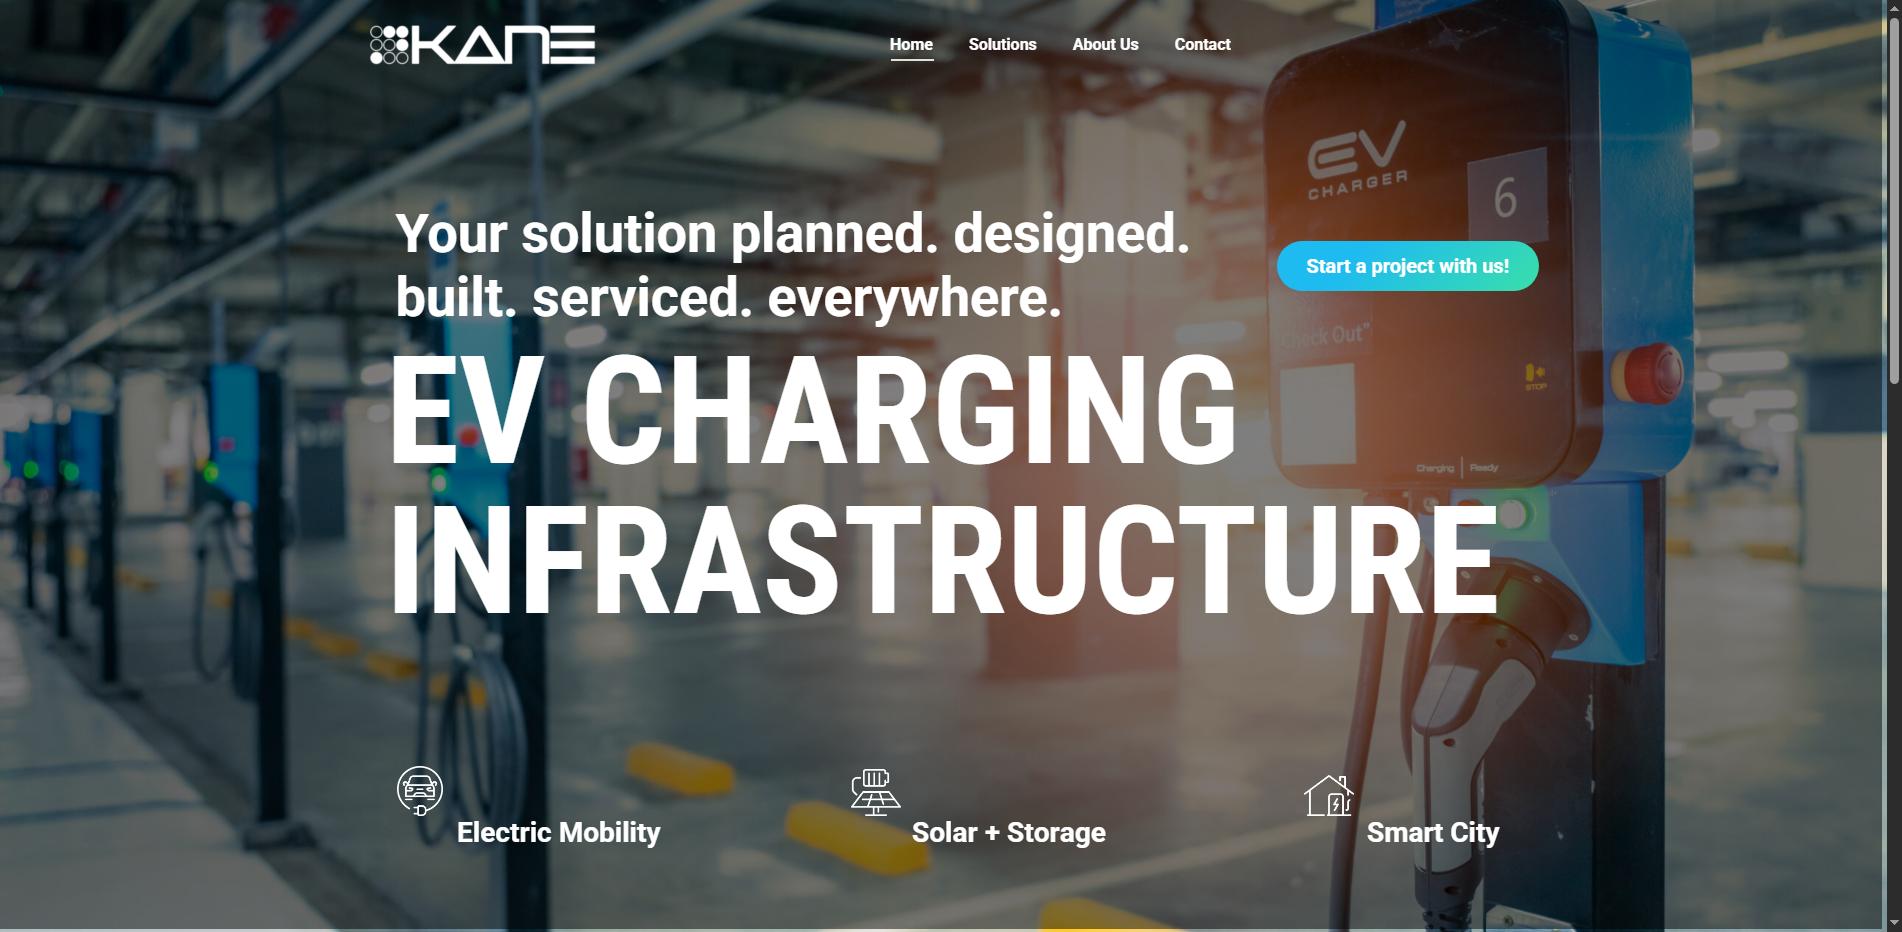 KANE
Home Solutions About Us Contact
EV
CHARGER
6
Your solution planned. designed.
built. serviced. everywhere.
Start a project with us!
Check Out"
EV CHARGING
INFRASTRUCTURE
STOP
Charging | Ready
Electric Mobility
Solar + Storage
Smart City